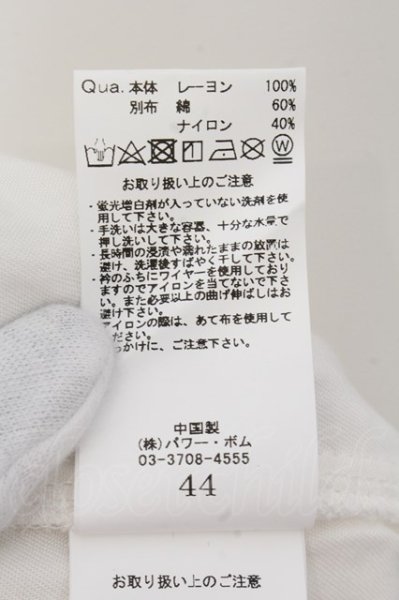 Qua.本体 レーヨン 100%
別布 綿 60%
ナイロン 40%
W
お取り扱い上のご注意
・蛍光増白剤が入っていない洗剤を使
用して下さい。
・手洗いは大きな容器、十分な水量で
押し洗いして下さい。
・長時間の浸漬や濡れたままの放置は
避け、洗濯後すばやく干して下さい。
・衿のふちにワイヤーを使用しており
ますのでアイロンを当てないで下さ
い。また必要以上の曲げ伸ばしはお
避け下さい。
アイロンの際は、あて布を使用して
ださい。
っかけに、ご注意下さい。
中国製
(株)パワー・ボム
03-3708-4555
44
お取り扱い上のご注意